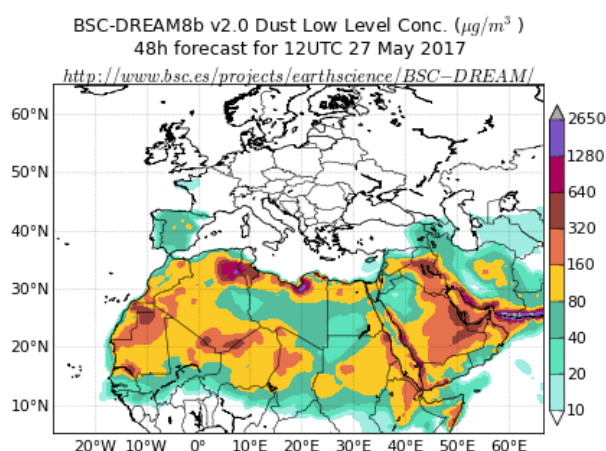 BSC-DREAM8b v2.0 Dust Low Level Conc. (μg/m³ )
48h forecast for 12UTC 27 May 2017
http://www.bsc.es/projects/earthscience/BSC−DREAM/
60°N
50°N
40°N
30°N
20°N
10°N
20°W
10°W
0°
10°E
20°E
30°E
40°E
50°E
60°E
2650
1280
640
320
160
80
40
20
10